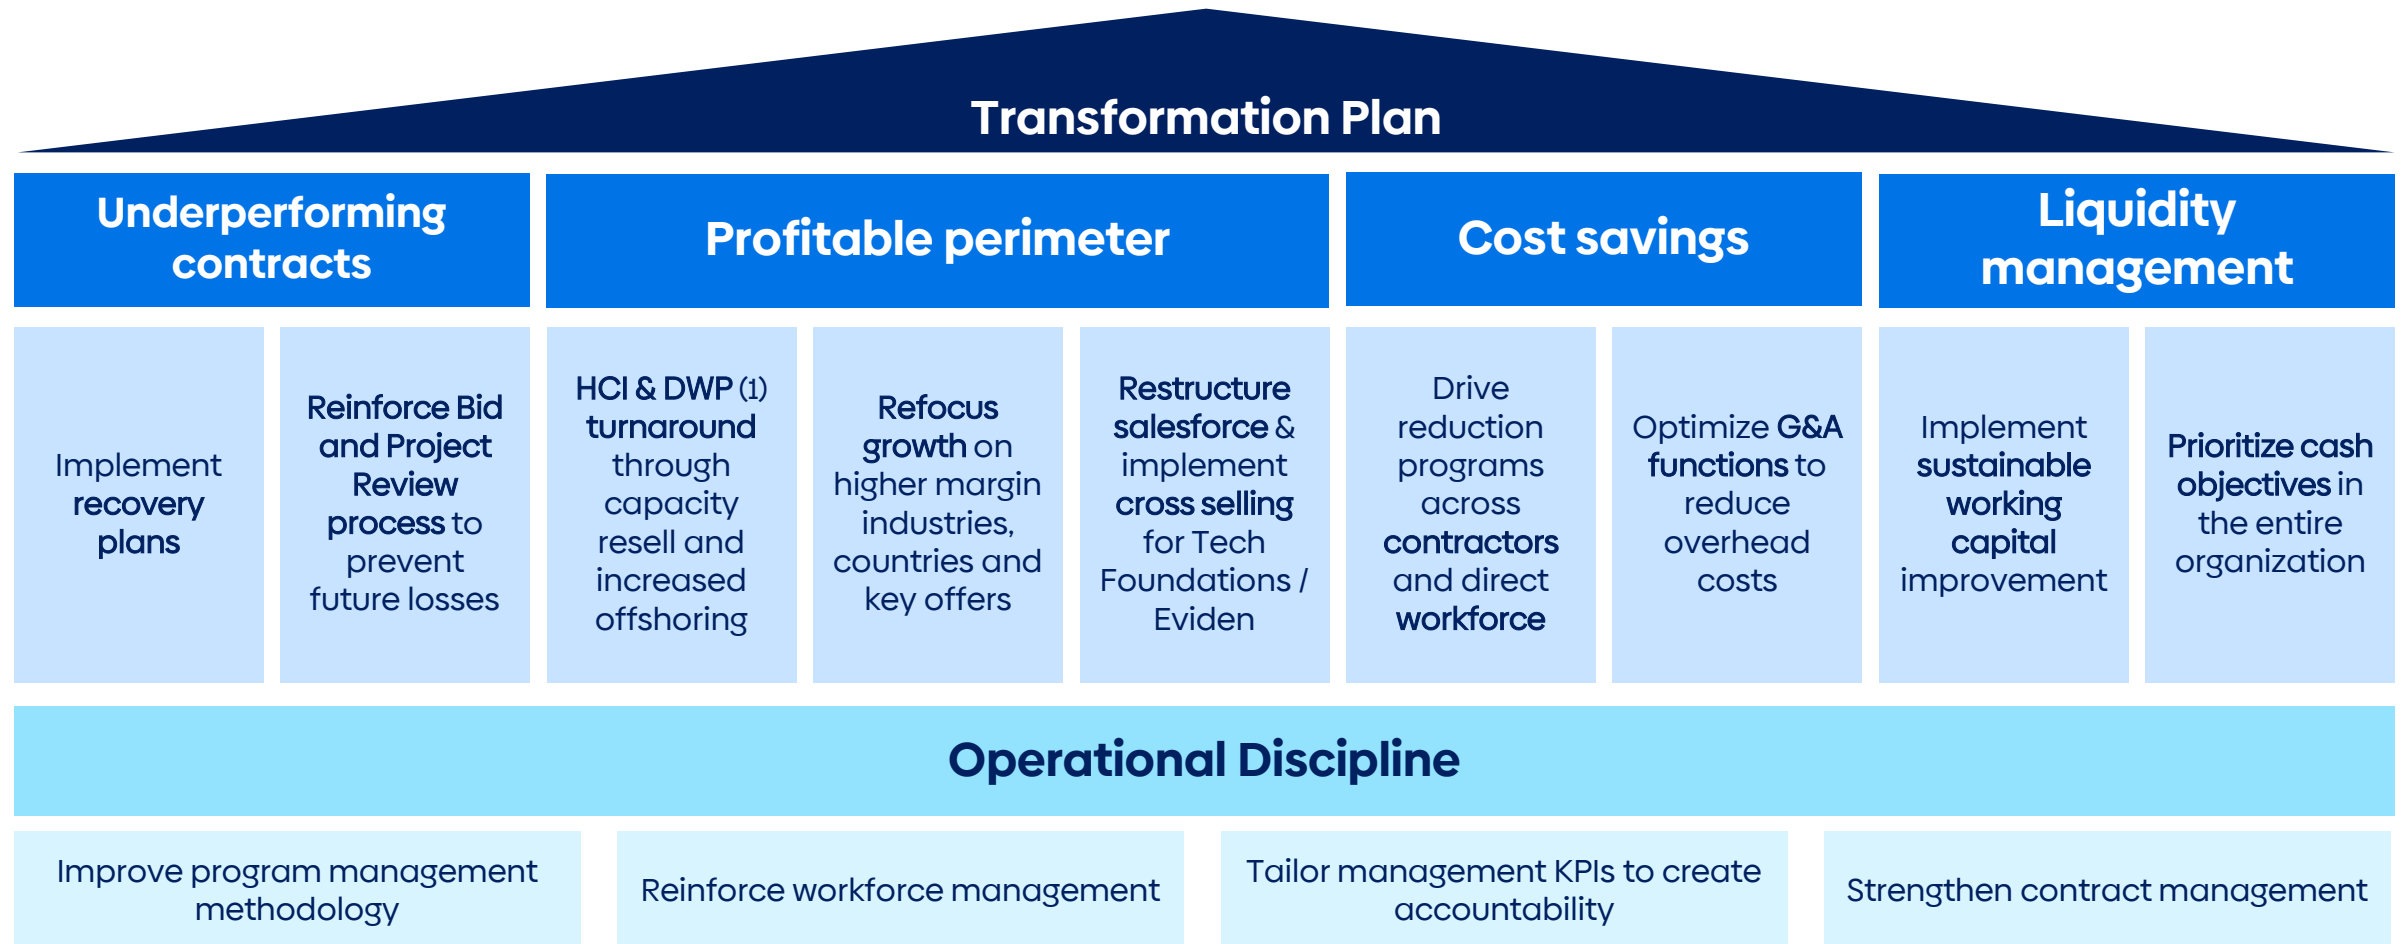 Transformation Plan
Underperforming
contracts
Profitable perimeter
Cost savings
Liquidity
management
Implement
recovery
plans
Reinforce Bid
and Project
Review
process to
prevent
future losses
HCI & DWP (1)
turnaround
through
capacity
resell and
increased
offshoring
Refocus
growth on
higher margin
industries,
countries and
key offers
Restructure
salesforce &
implement
cross selling
for Tech
Foundations /
Eviden
Drive
reduction
programs
across
contractors
and direct
workforce
Optimize G&A
functions to
reduce
overhead
costs
Implement
sustainable
working
capital
improvement
Prioritize cash
objectives in
the entire
organization
Operational Discipline
Improve program management
methodology
Reinforce workforce management
Tailor management KPIs to create
accountability
Strengthen contract management